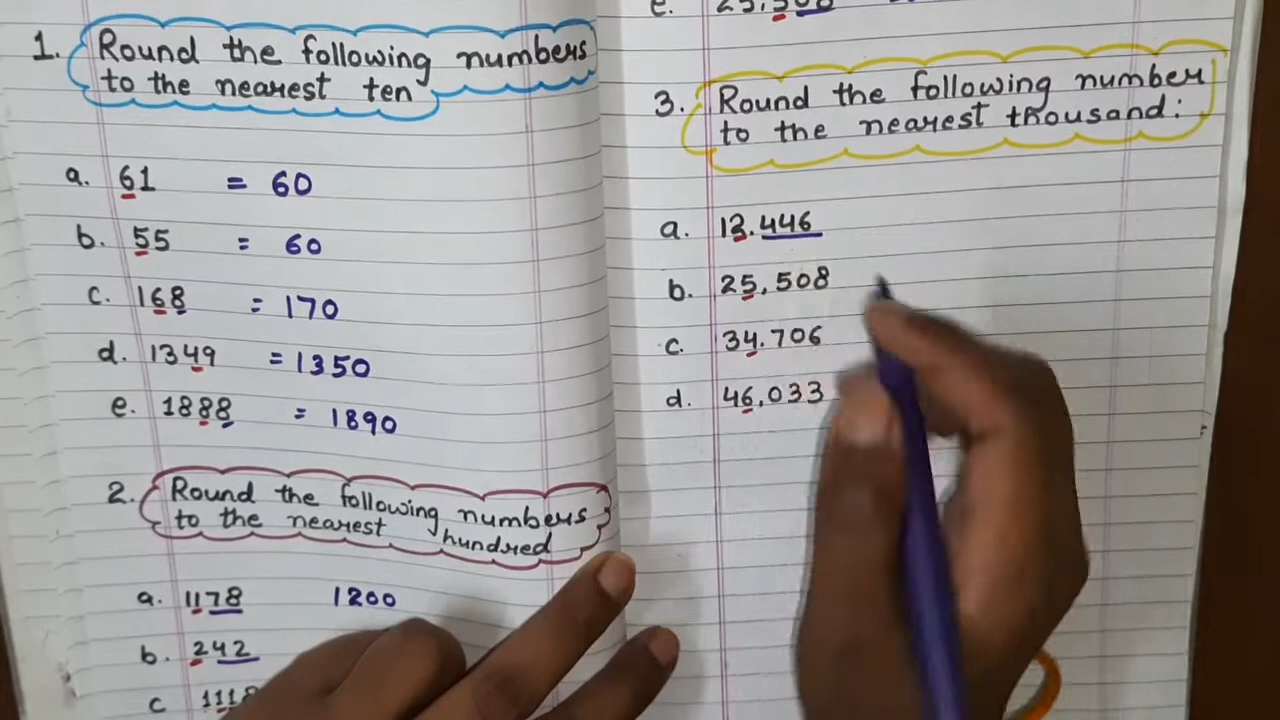 1. Round the following numbers
to the nearest ten
a. 61 = 60
b. 55 = 60
c. 168 = 170
d. 1349 = 1350
e. 1888 = 1890
2. Round the following numbers
to the nearest hundred
a. 1178 1200
b. 242
c
e.
3. Round the following number
to the nearest thousand:
a. 13.446
b. 25,508
c. 34.706
d. 46,033